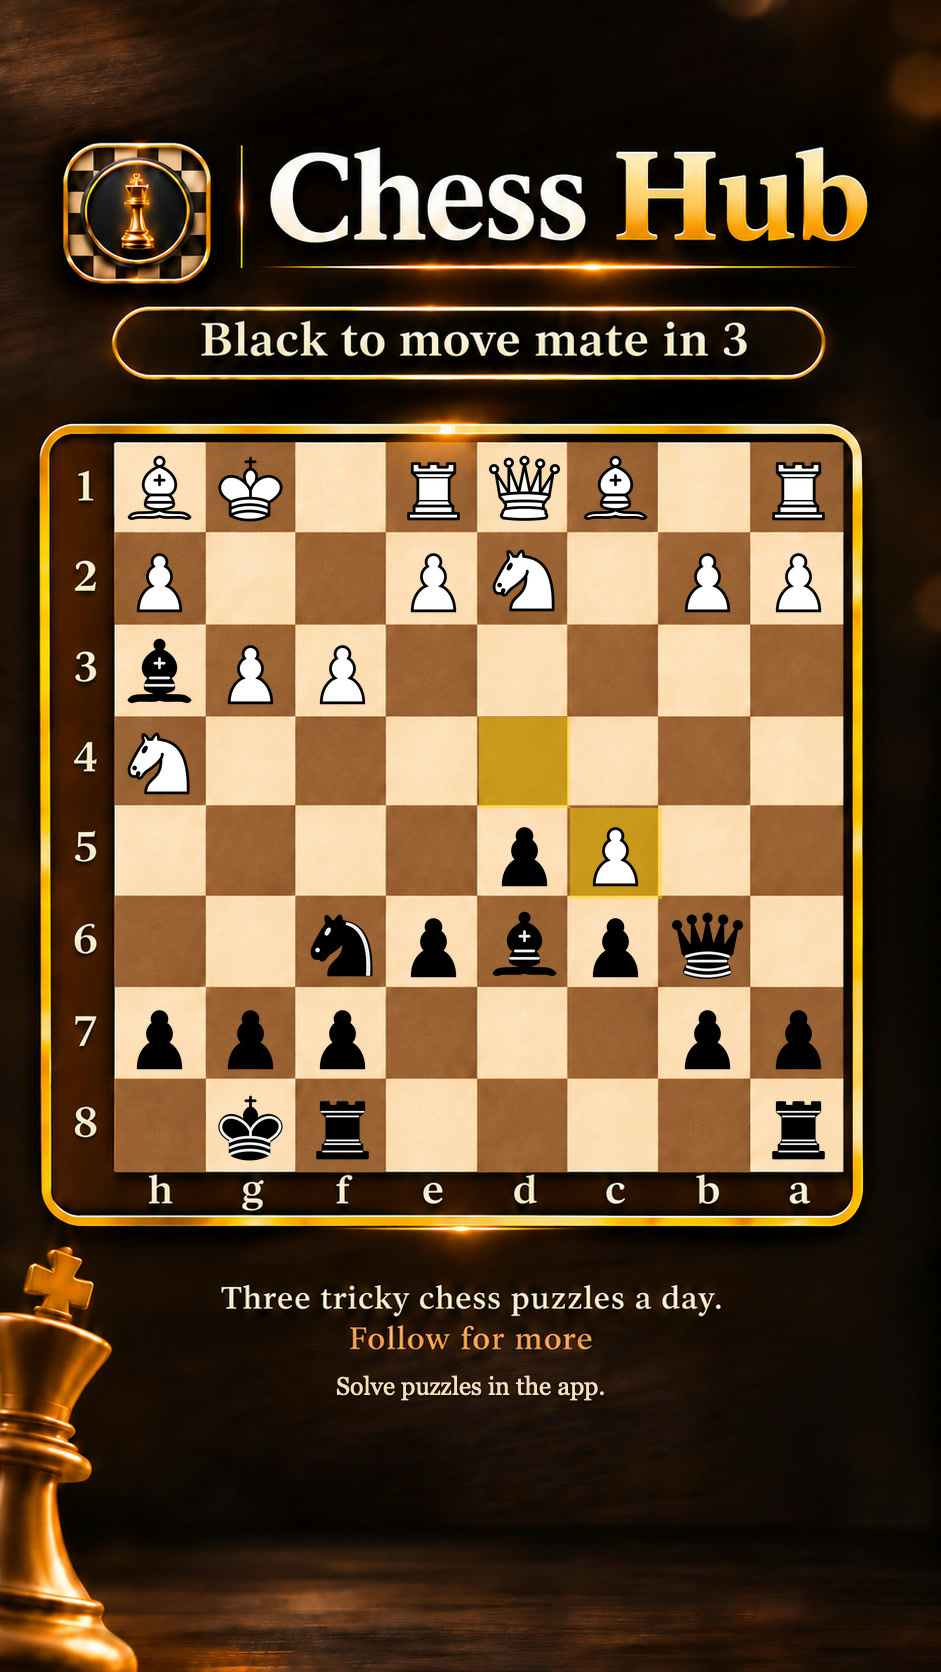 Chess Hub
Black to move mate in 3
1
2
3
4
5
6
7
8
h g f e d c b a
Three tricky chess puzzles a day.
Follow for more
Solve puzzles in the app.